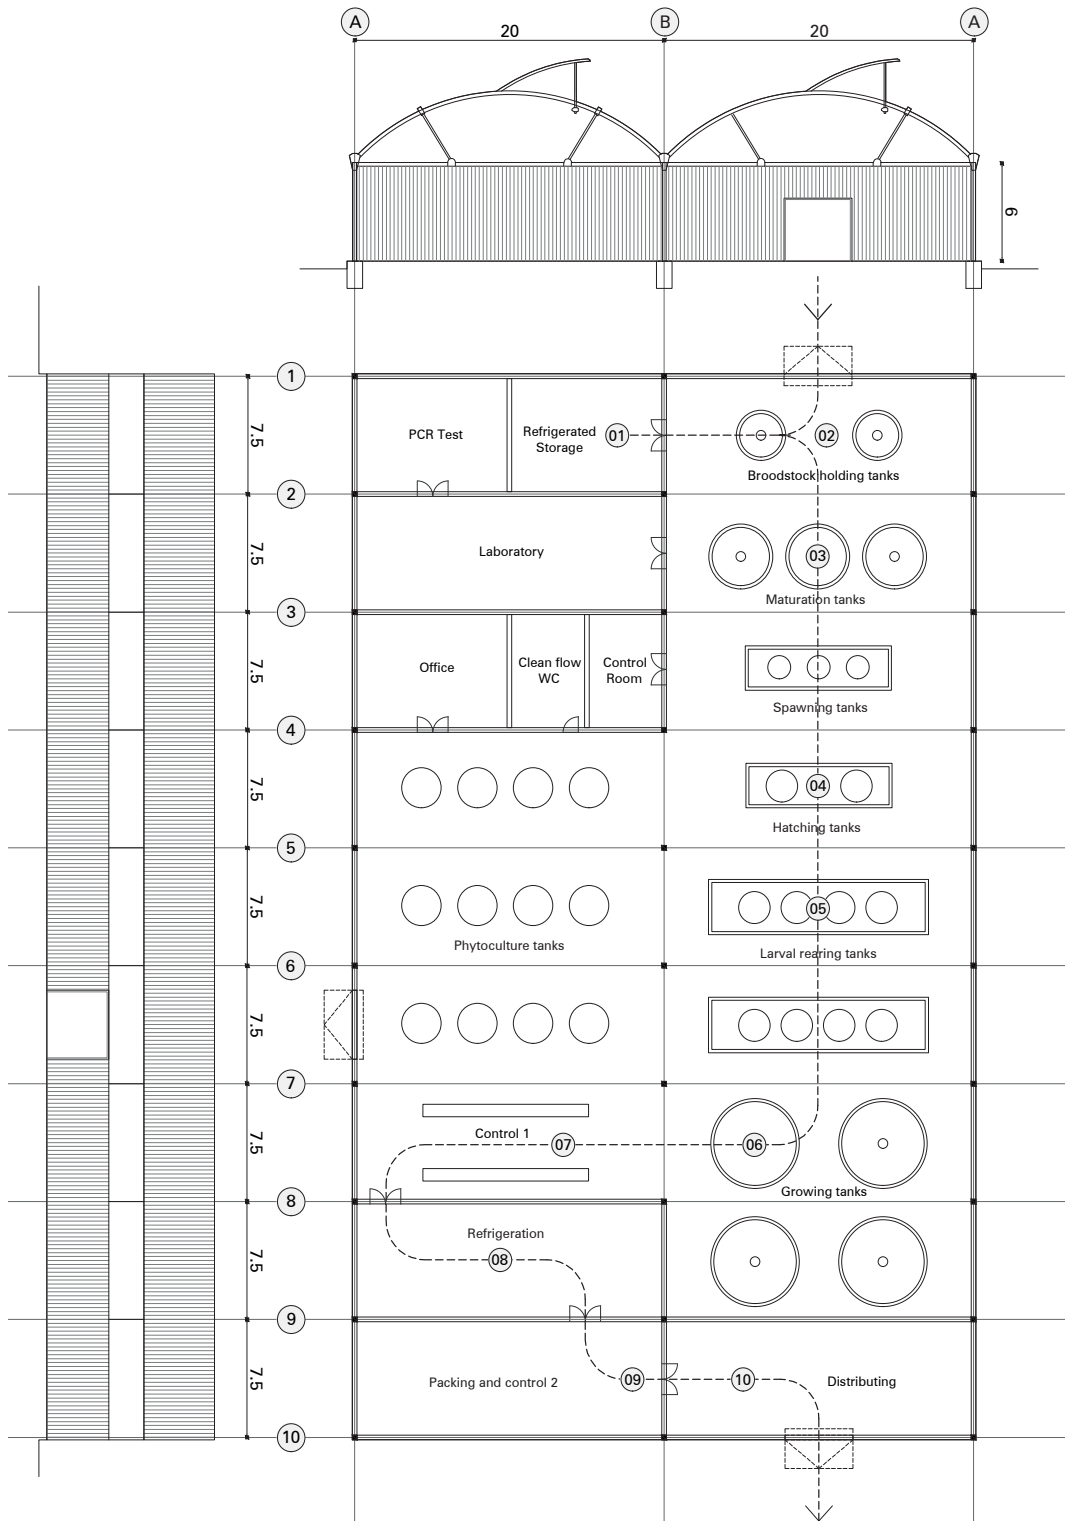 A
B
A
20
20
9
1
7.5
PCR Test
Refrigerated
Storage
01
02
Broodstock holding tanks
2
7.5
Laboratory
03
Maturation tanks
3
7.5
Office
Clean flow
WC
Control
Room
Spawning tanks
4
7.5
04
Hatching tanks
5
7.5
05
Phytoculture tanks
Larval rearing tanks
6
7.5
7
7.5
Control 1
07
06
Growing tanks
8
7.5
Refrigeration
08
9
7.5
Packing and control 2
09
10
Distributing
10